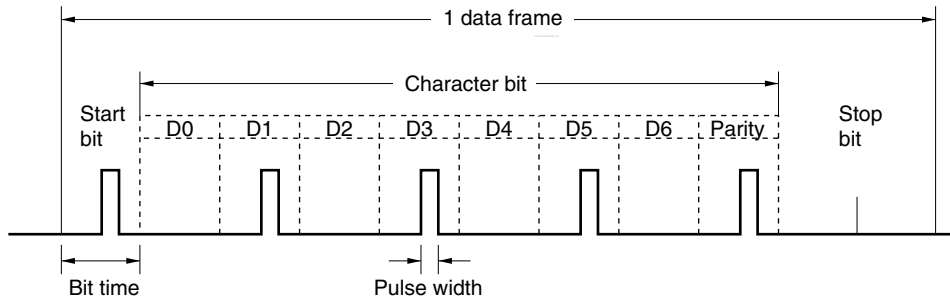 1 data frame
Character bit
Start
bit
D0 D1 D2 D3 D4 D5 D6 Parity
Stop
bit
Bit time
Pulse width